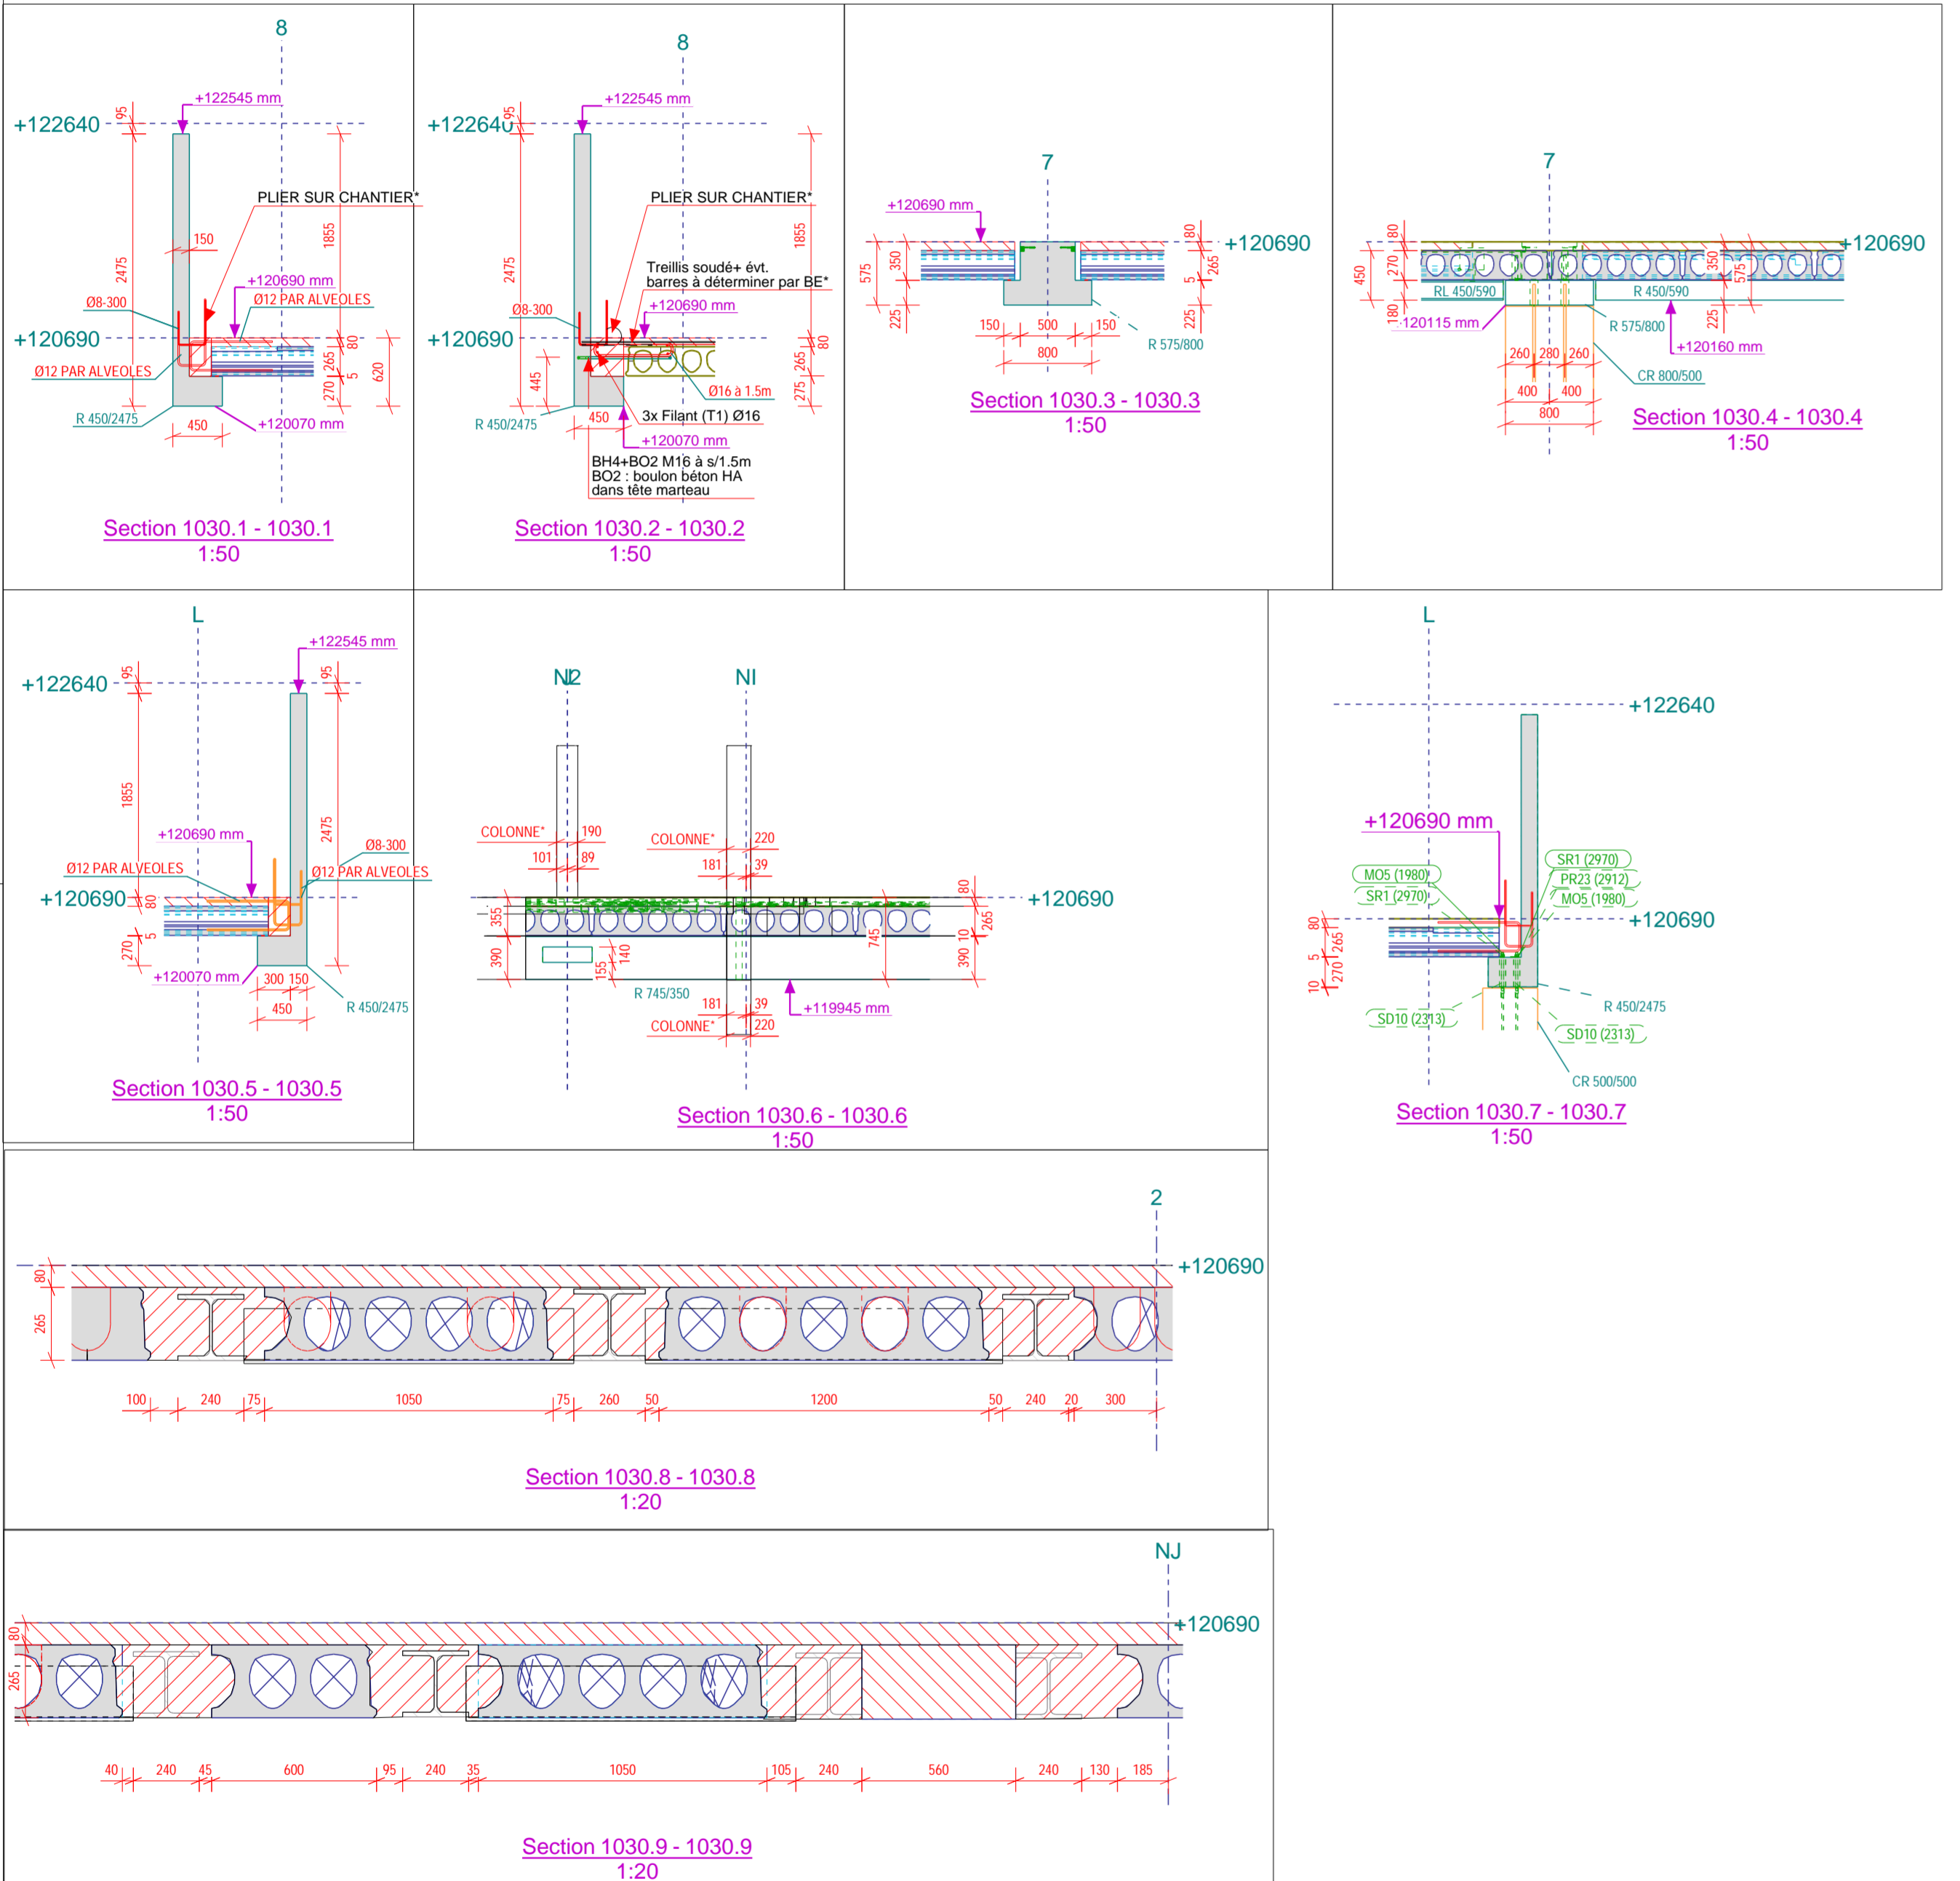 8
+122545 mm
+122640
95
2475
150
1855
PLIER SUR CHANTIER*
+120690 mm
Ø12 PAR ALVEOLES
Ø8-300
+120690
Ø12 PAR ALVEOLES
80
265
5
270
620
R 450/2475
450
+120070 mm
Section 1030.1 - 1030.1
1:50
8
+122545 mm
+122640
95
2475
1855
PLIER SUR CHANTIER*
Treillis soudé+ évt.
barres à déterminer par BE*
+120690 mm
Ø8-300
+120690
80
265
275
445
Ø16 à 1.5m
3x Filant (T1) Ø16
R 450/2475
450
+120070 mm
BH4+BO2 M16 à s/1.5m
BO2 : boulon béton HA
dans tête marteau
Section 1030.2 - 1030.2
1:50
7
+120690 mm
+120690
575
350
225
80
265
5
225
150
500
150
800
R 575/800
Section 1030.3 - 1030.3
1:50
7
+120690
80
270
450
180
350
575
225
RL 450/590
R 450/590
+120115 mm
R 575/800
+120160 mm
260
280
260
CR 800/500
400
400
800
Section 1030.4 - 1030.4
1:50
L
+122545 mm
+122640
95
95
1855
2475
+120690 mm
Ø8-300
Ø12 PAR ALVEOLES
Ø12 PAR ALVEOLES
+120690
80
5
270
+120070 mm
300
150
450
R 450/2475
Section 1030.5 - 1030.5
1:50
NI
COLONNE*
190
101
89
COLONNE*
220
181
39
+120690
355
390
140
155
745
80
265
10
390
R 745/350
181
39
+119945 mm
COLONNE*
220
Section 1030.6 - 1030.6
1:50
L
+122640
+120690 mm
SR1 (2970)
MO5 (1980)
PR23 (2912)
SR1 (2970)
MO5 (1980)
+120690
80
265
5
270
10
R 450/2475
SD10 (2313)
SD10 (2313)
CR 500/500
Section 1030.7 - 1030.7
1:50
2
+120690
80
265
100
240
75
1050
75
260
50
1200
50
240
20
300
Section 1030.8 - 1030.8
1:20
NJ
+120690
80
265
40
240
45
600
95
240
35
1050
105
240
560
240
130
185
Section 1030.9 - 1030.9
1:20